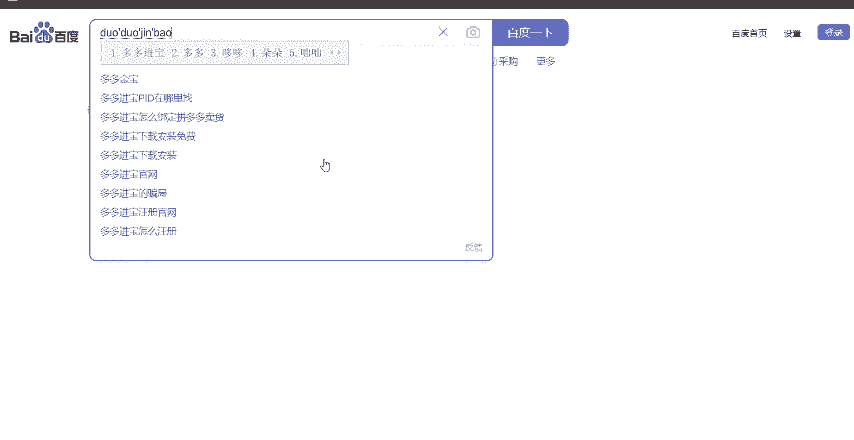 Bai du 百度
duo'duo'jin'bao
百度一下
百度首页 设置 登录
1.多多进宝 2.多多 3.哆哆 4.朵朵 5.咄咄
采购 更多
多多金宝
多多进宝PID在哪里找
多多进宝怎么绑定拼多多卖货
多多进宝下载安装免费
多多进宝下载安装
多多进宝官网
多多进宝的骗局
多多进宝注册官网
多多进宝怎么注册
反馈